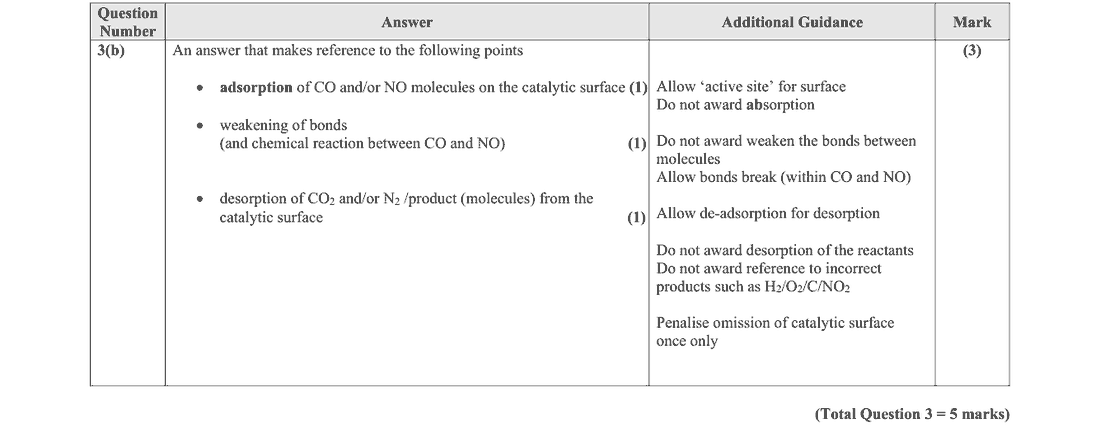 Question Number Answer Additional Guidance Mark
3(b) An answer that makes reference to the following points (3)
• adsorption of CO and/or NO molecules on the catalytic surface (1) Allow ‘active site’ for surface
Do not award absorption
• weakening of bonds
(and chemical reaction between CO and NO) (1) Do not award weaken the bonds between
molecules
Allow bonds break (within CO and NO)
• desorption of CO₂ and/or N₂ /product (molecules) from the
catalytic surface (1) Allow de-adsorption for desorption
Do not award desorption of the reactants
Do not award reference to incorrect
products such as H₂/O₂/C/NO₂
Penalise omission of catalytic surface
once only
(Total Question 3 = 5 marks)